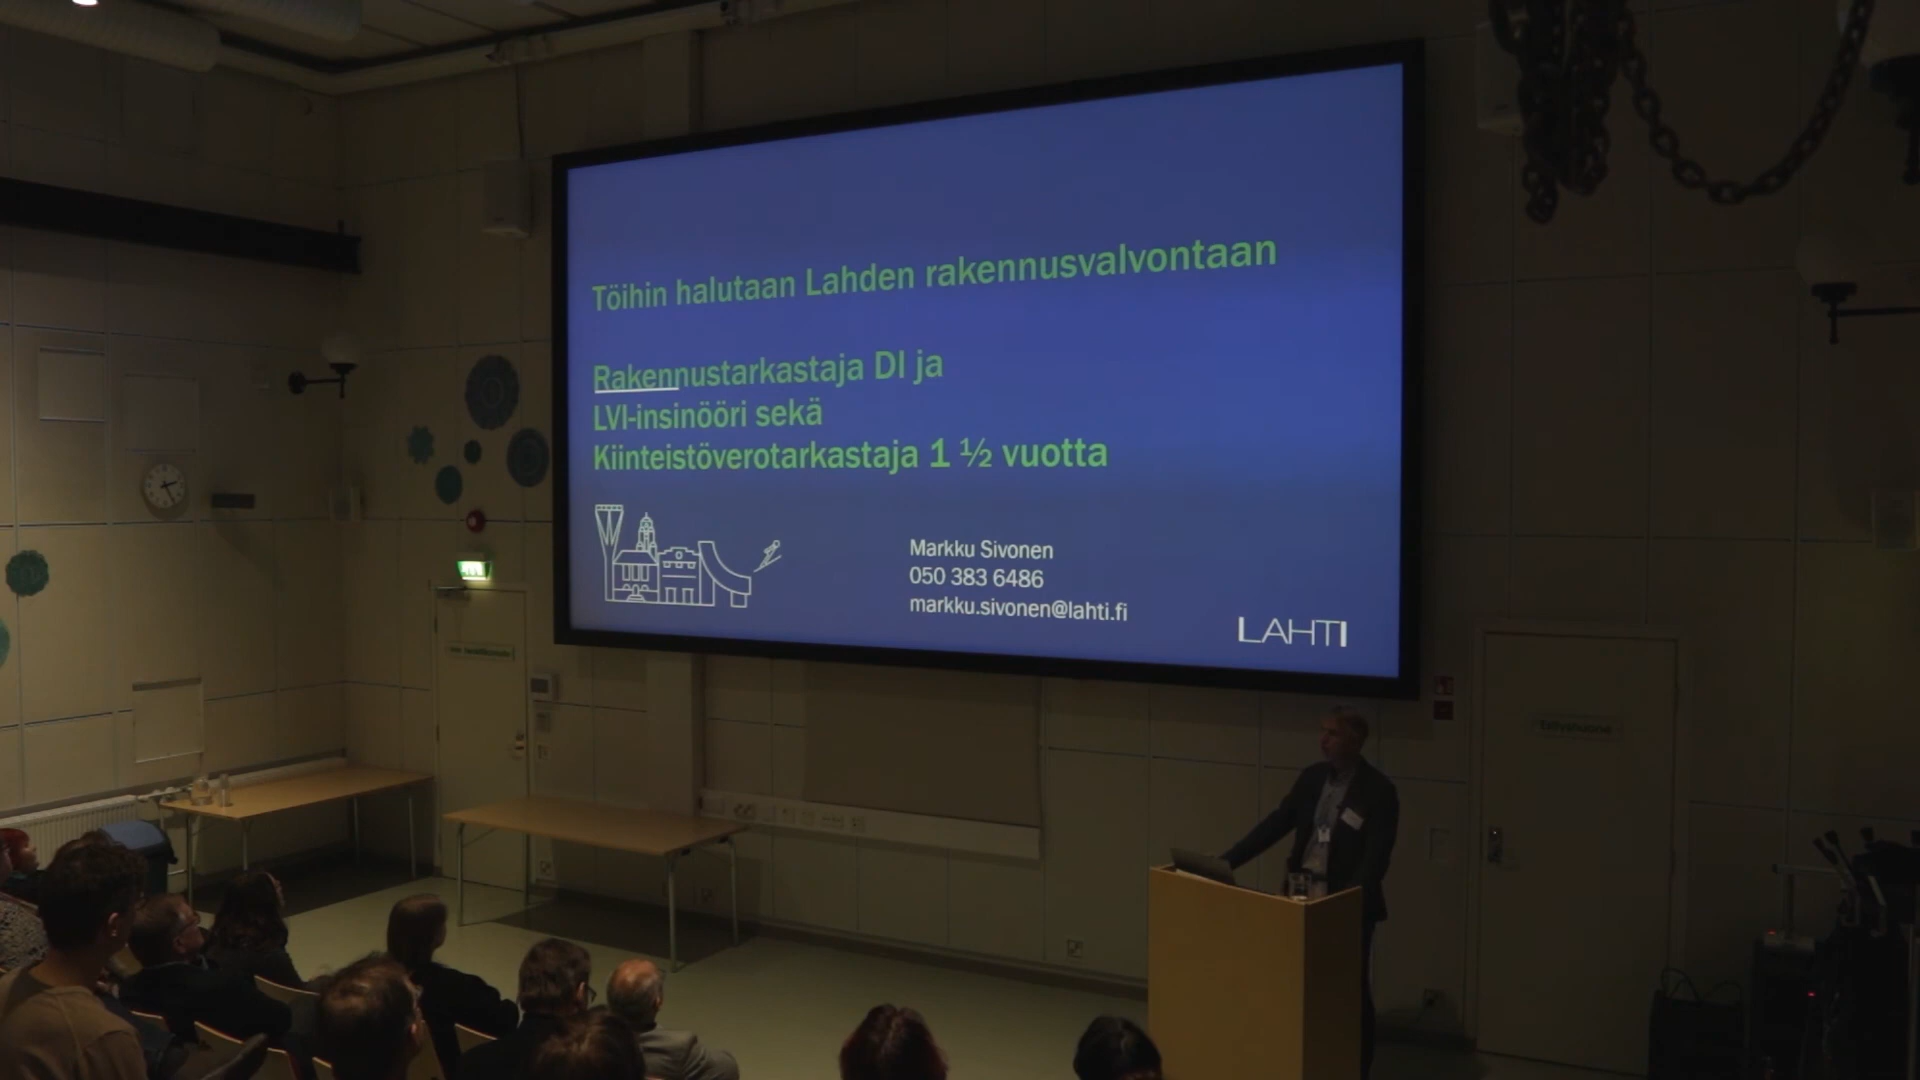 Töihin halutaan Lahden rakennusvalvontaan
Rakennustarkastaja DI ja
LVI-insinööri sekä
Kiinteistöverotarkastaja 1 ½ vuotta
Markku Sivonen
050 383 6486
markku.sivonen@lahti.fi
LAHTI